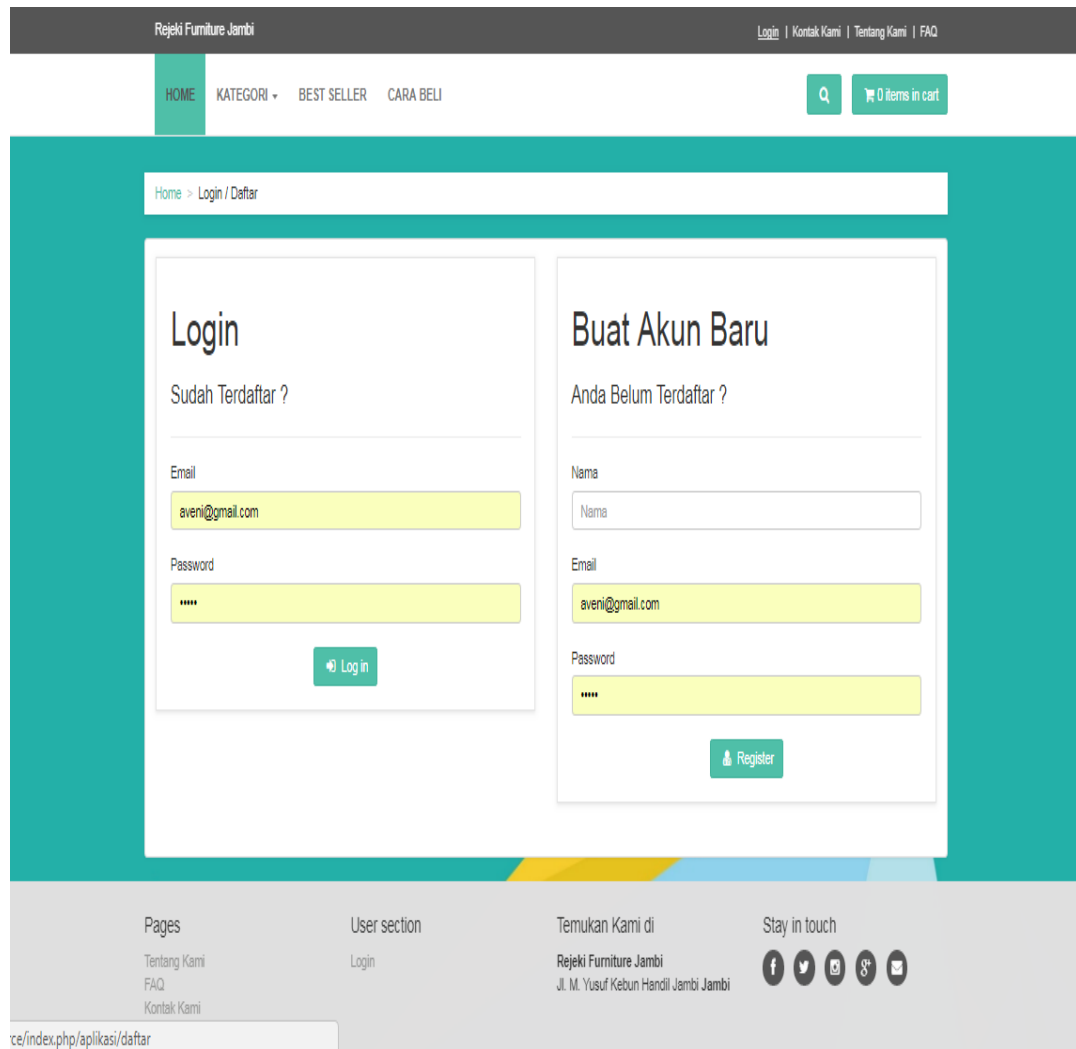 Rejeki Furniture Jambi
Login | Kontak Kami | Tentang Kami | FAQ
HOME KATEGORI BEST SELLER CARA BELI
0 items in cart
Home > Login / Daftar
Login
Sudah Terdaftar ?
Email
aveni@gmail.com
Password
•••••
Log in
Buat Akun Baru
Anda Belum Terdaftar ?
Nama
Nama
Email
aveni@gmail.com
Password
•••••
Register
Pages
Tentang Kami
FAQ
Kontak Kami
User section
Login
Temukan Kami di
Rejeki Furniture Jambi
Jl. M. Yusuf Kebun Handil Jambi Jambi
Stay in touch
rce/index.php/aplikasi/daftar